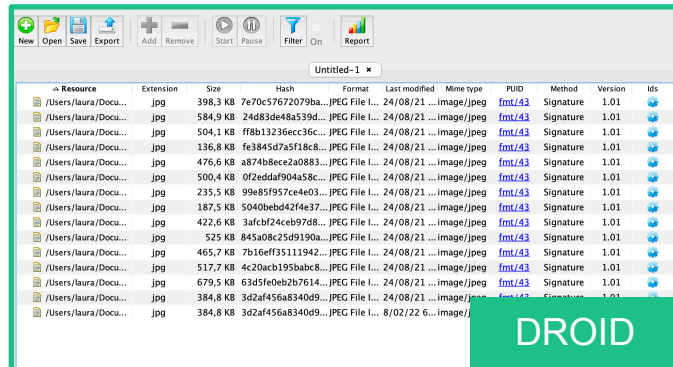 New Open Save Export Add Remove Start Pause Filter On Report
Untitled-1 ×
Resource Extension Size Hash Format Last modified Mime type PUID Method Version Ids
/Users/laura/Docu... jpg 398,3 KB 7e70c57672079ba... JPEG File I... 24/08/21 ... image/jpeg fmt/43 Signature 1.01
/Users/laura/Docu... jpg 584,9 KB 24d83de48a539d... JPEG File I... 24/08/21 ... image/jpeg fmt/43 Signature 1.01
/Users/laura/Docu... jpg 504,1 KB ff8b13236ecc36c... JPEG File I... 24/08/21 ... image/jpeg fmt/43 Signature 1.01
/Users/laura/Docu... jpg 136,8 KB fe3845d7a5f18c8... JPEG File I... 24/08/21 ... image/jpeg fmt/43 Signature 1.01
/Users/laura/Docu... jpg 476,6 KB a874b8ece2a0883... JPEG File I... 24/08/21 ... image/jpeg fmt/43 Signature 1.01
/Users/laura/Docu... jpg 500,4 KB 0f2eddaf904a58c... JPEG File I... 24/08/21 ... image/jpeg fmt/43 Signature 1.01
/Users/laura/Docu... jpg 235,5 KB 99e85f957ce4e03... JPEG File I... 24/08/21 ... image/jpeg fmt/43 Signature 1.01
/Users/laura/Docu... jpg 187,5 KB 5040bebd42f4e37... JPEG File I... 24/08/21 ... image/jpeg fmt/43 Signature 1.01
/Users/laura/Docu... jpg 422,6 KB 3afcbf24ceb97d8... JPEG File I... 24/08/21 ... image/jpeg fmt/43 Signature 1.01
/Users/laura/Docu... jpg 525 KB 845a08c25d9190a... JPEG File I... 24/08/21 ... image/jpeg fmt/43 Signature 1.01
/Users/laura/Docu... jpg 465,7 KB 7b16eff35111942... JPEG File I... 24/08/21 ... image/jpeg fmt/43 Signature 1.01
/Users/laura/Docu... jpg 517,7 KB 4c20acb195babc8... JPEG File I... 24/08/21 ... image/jpeg fmt/43 Signature 1.01
/Users/laura/Docu... jpg 679,5 KB 63d5fe0eb2b7614... JPEG File I... 24/08/21 ... image/jpeg fmt/43 Signature 1.01
/Users/laura/Docu... jpg 384,8 KB 3d2af456a8340d9... JPEG File I... 24/08/21 ... image/jpeg fmt/43 Signature 1.01
/Users/laura/Docu... jpg 384,8 KB 3d2af456a8340d9... JPEG File I... 8/02/22 6...
DROID